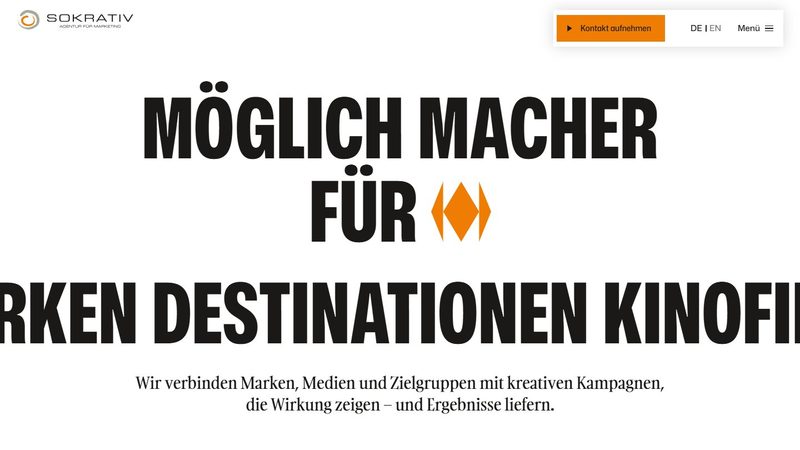 SOKRATIV
AGENTUR FÜR MARKETING
Kontakt aufnehmen
DE | EN
Menü
MÖGLICH MACHER
FÜR
RKEN DESTINATIONEN KINOFI
Wir verbinden Marken, Medien und Zielgruppen mit kreativen Kampagnen,
die Wirkung zeigen – und Ergebnisse liefern.